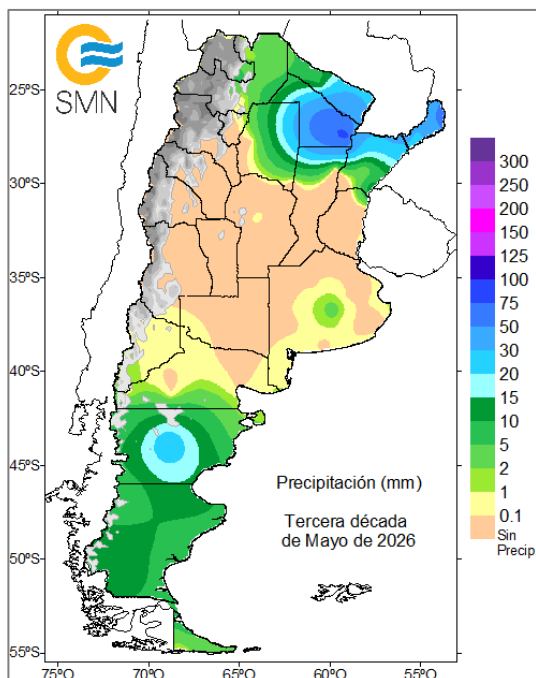 SMN
25ºS
30ºS
35ºS
40ºS
45ºS
50ºS
55ºS
75ºO
70ºO
65ºO
60ºO
55ºO
Precipitación (mm)
Tercera década
de Mayo de 2026
300
250
200
150
125
100
75
50
30
20
15
10
5
2
1
0.1
Sin
Precip